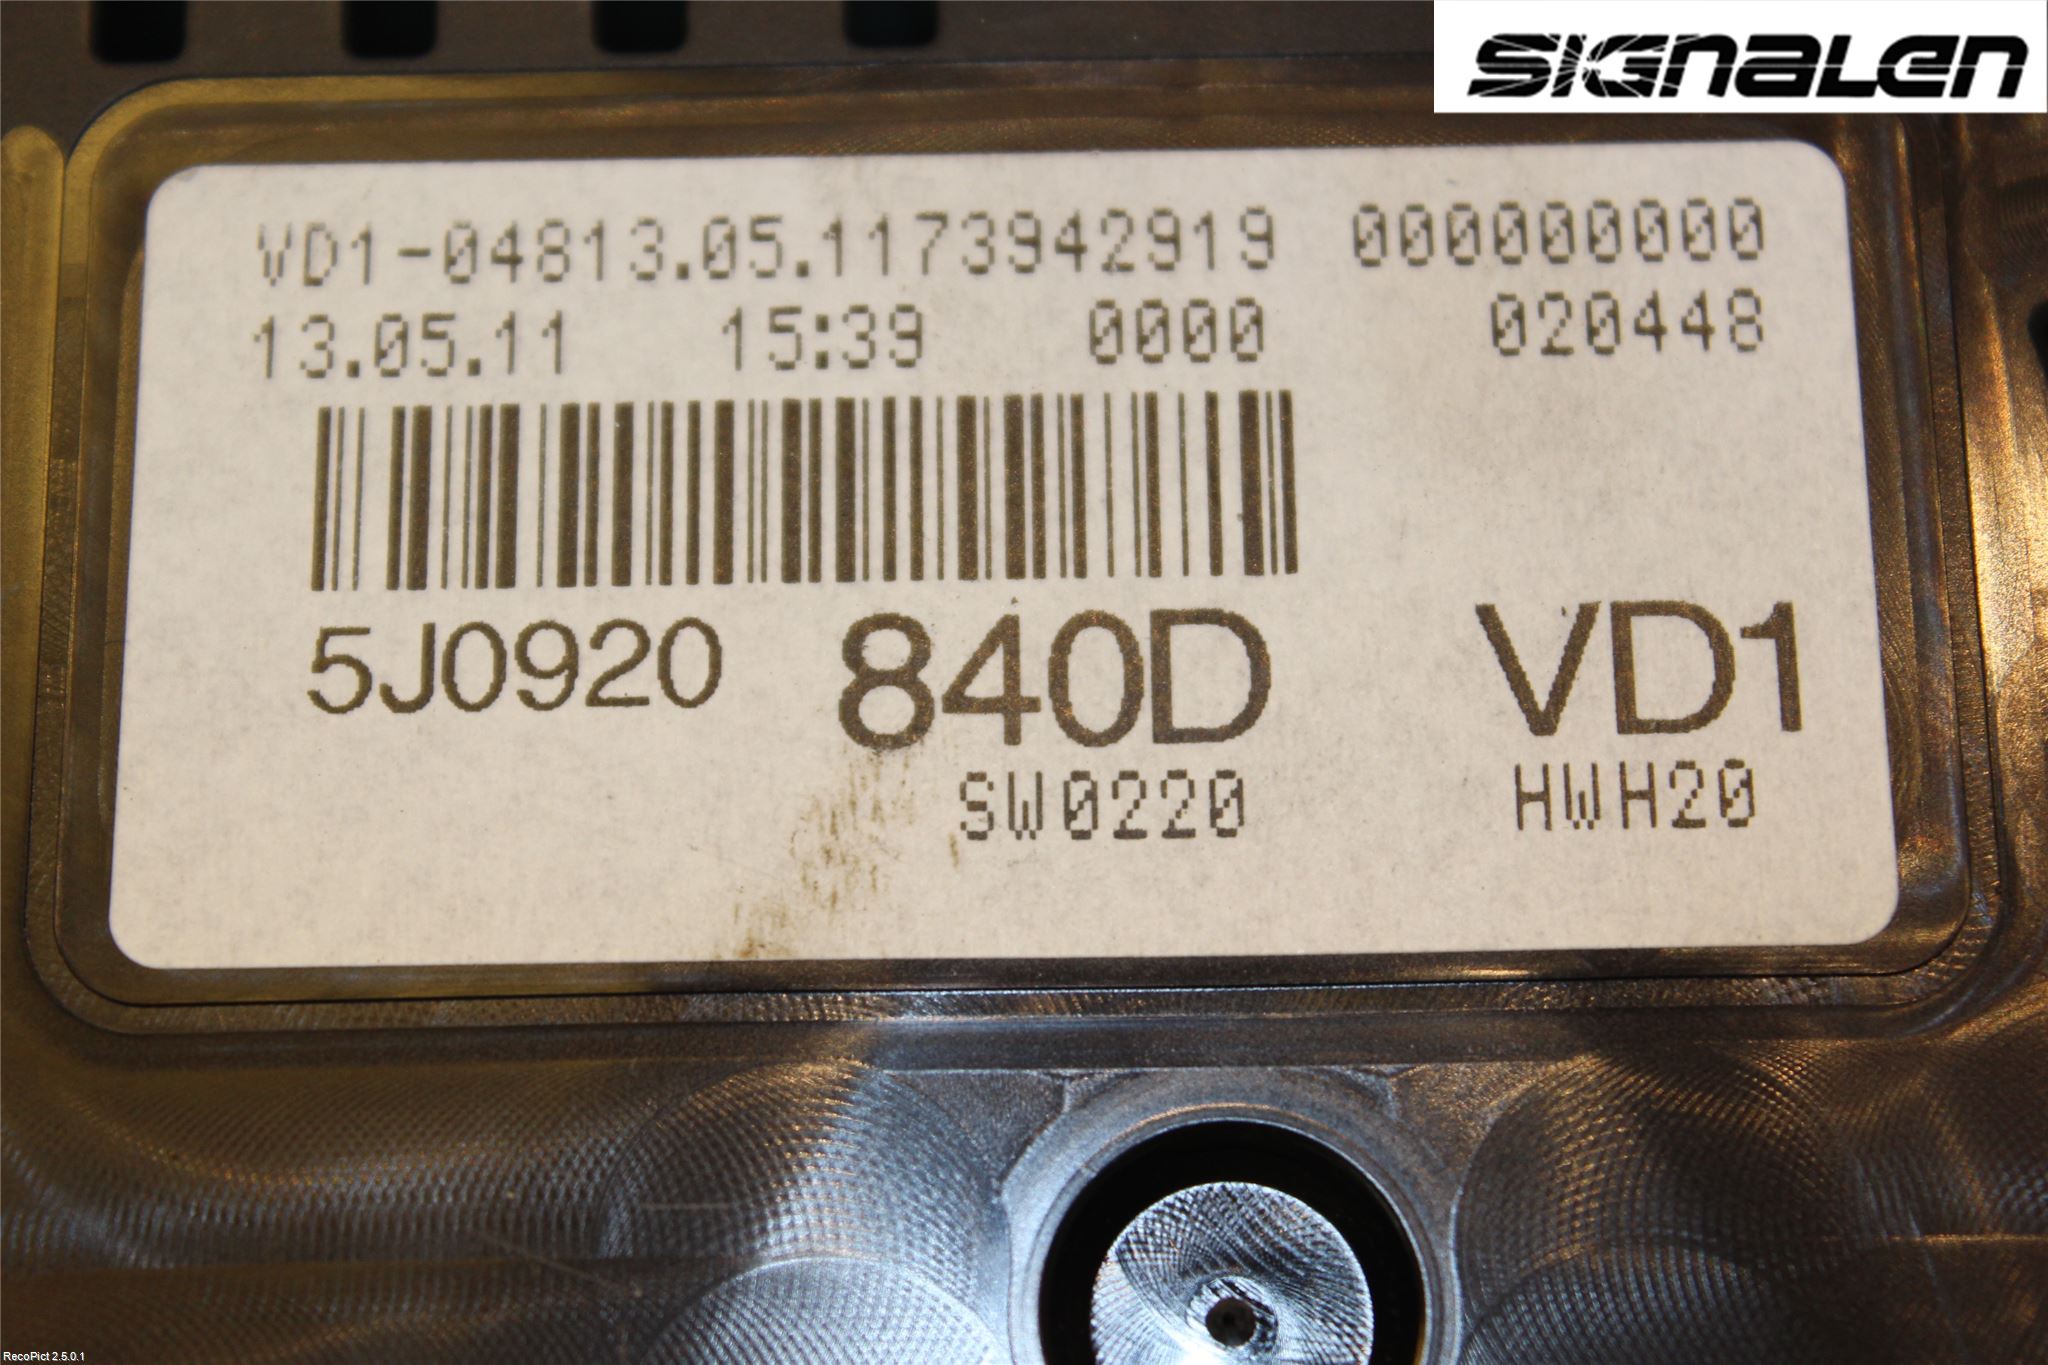 SIGNALEN
VD1-04813.05.1173942919 000000000
13.05.11 15:39 0000 020448
5J0920 840D VD1
SW0220 HWH20
RecoPict 2.5.0.1